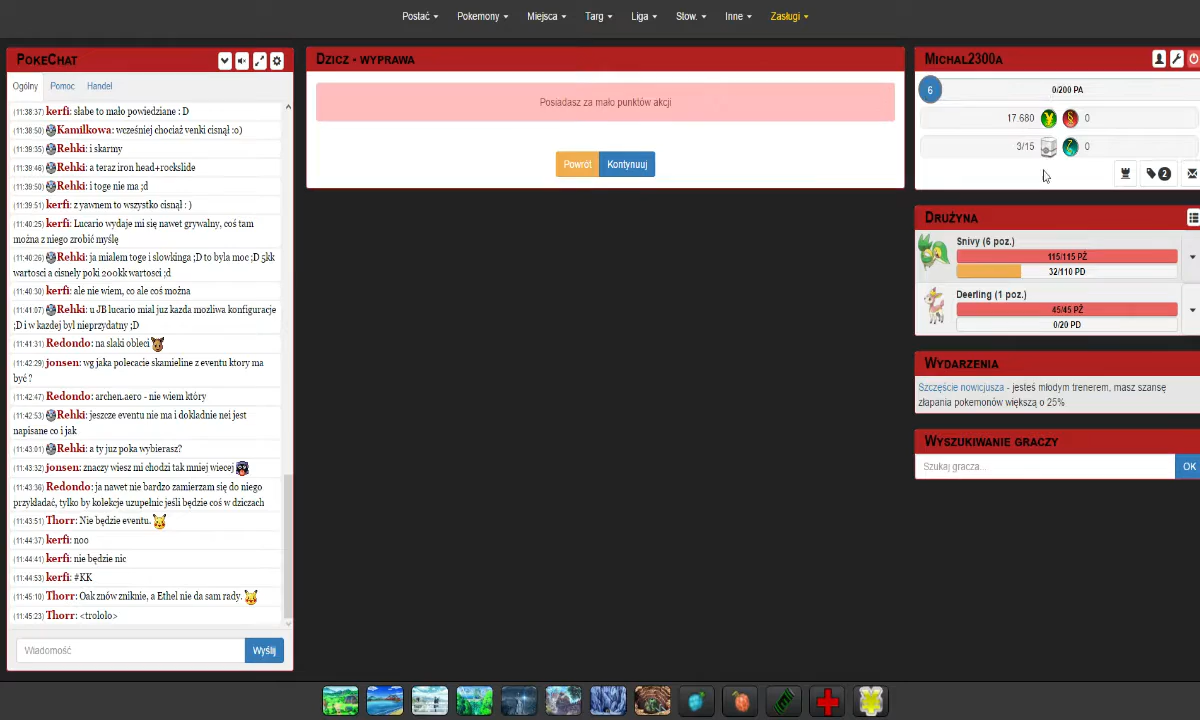 Postać Pokemony Miejsca Targ Liga Stow. Inne Zasługi
PokeChat
Ogólny Pomoc Handel
(11:38:37) kerfi: słabe to mało powiedziane : D
(11:38:50) Kamilkowa: wcześniej chociaż venki cisnął :o)
(11:39:35) Rehki: i skarmy
(11:39:46) Rehki: a teraz iron head+rockslide
(11:39:50) Rehki: i toge nie ma ;d
(11:39:51) kerfi: z yawnem to wszystko cisnął : )
(11:40:25) kerfi: Lucario wydaje mi się nawet grywalny, coś tam
można z niego zrobić myślę
(11:40:26) Rehki: ja mialem toge i slowkinga ;D to byla moc ;D 5kk
wartosci a cisnely poki 200kk wartosci ;d
(11:40:30) kerfi: ale nie wiem, co ale coś można
(11:41:07) Rehki: u JB lucario mial juz kazda mozliwa konfiguracje
;D i w kazdej byl nieprzydatny ;D
(11:41:31) Redondo: na slaki obleci
(11:42:29) jonsen: wg jaka polecacie skamieline z eventu ktory ma
być ?
(11:42:47) Redondo: archen.aero - nie wiem który
(11:42:53) Rehki: jeszcze eventu nie ma i dokladnie nei jest
napisane co i jak
(11:43:01) Rehki: a ty juz poka wybierasz?
(11:43:32) jonsen: znaczy wiesz mi chodzi tak mniej wiecej
(11:43:36) Redondo: ja nawet nie bardzo zamierzam się do niego
przykładać, tylko by kolekcje uzupełnic jeśli będzie coś w dziczach
(11:43:51) Thorr: Nie będzie eventu.
(11:44:37) kerfi: noo
(11:44:41) kerfi: nie będzie nic
(11:44:53) kerfi: #KK
(11:45:10) Thorr: Oak znów zniknie, a Ethel nie da sam rady.
(11:45:23) Thorr: <trololo>
Wiadomość Wyślij
Dzicz - wyprawa
Posiadasz za mało punktów akcji
Powrót Kontynuuj
Michal2300a
6 0/200 PA
17.680 0
3/15 0
2
Drużyna
Snivy (6 poz.)
115/115 PŻ
32/110 PD
Deerling (1 poz.)
45/45 PŻ
0/20 PD
Wydarzenia
Szczęście nowicjusza - jesteś młodym trenerem, masz szansę
złapania pokemonów większą o 25%
Wyszukiwanie graczy
Szukaj gracza... OK